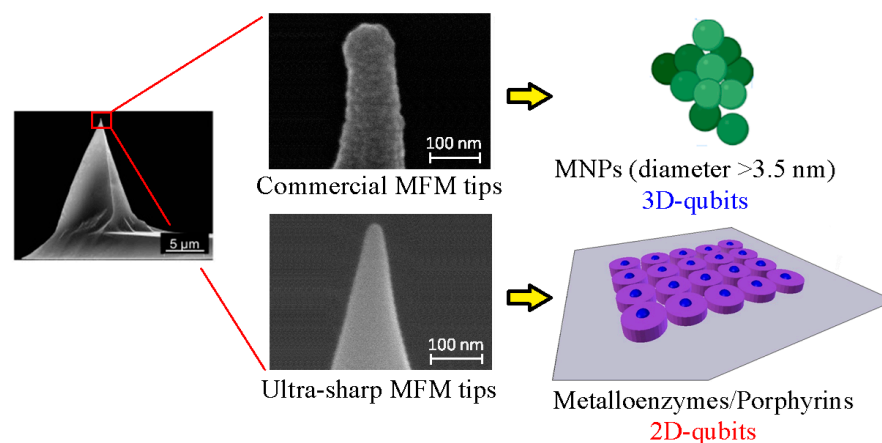 5 µm
100 nm
Commercial MFM tips
MNPs (diameter >3.5 nm)
3D-qubits
100 nm
Ultra-sharp MFM tips
Metalloenzymes/Porphyrins
2D-qubits